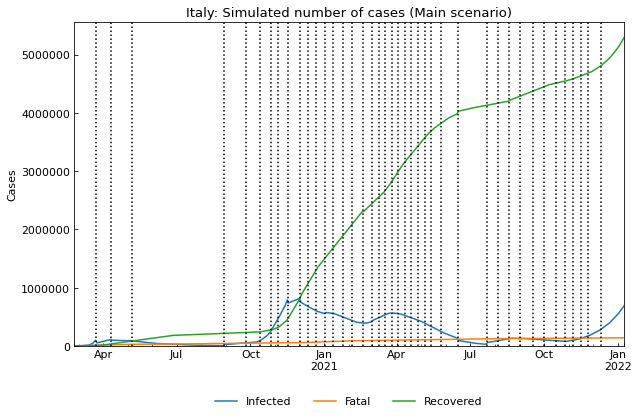 Italy: Simulated number of cases (Main scenario)
5000000
4000000
3000000
2000000
1000000
0
Cases
Apr
Jul
Oct
Jan
2021
Apr
Jul
Oct
Jan
2022
Infected
Fatal
Recovered